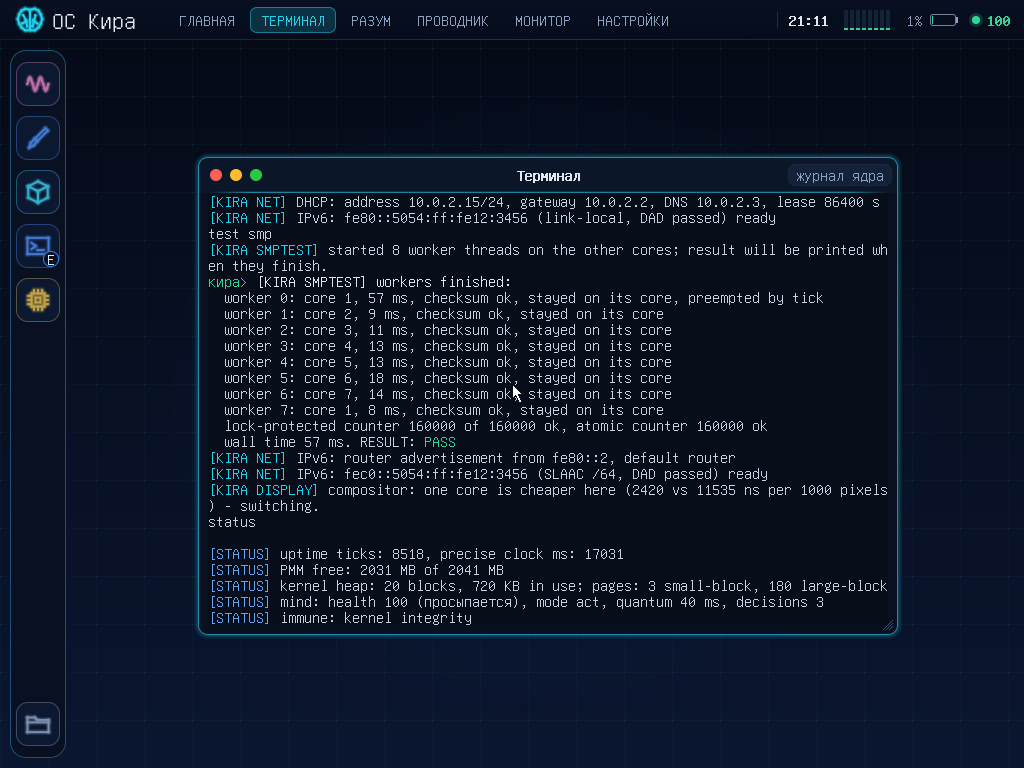 ОС Кира
ГЛАВНАЯ ТЕРМИНАЛ РАЗУМ ПРОВОДНИК МОНИТОР НАСТРОЙКИ
21:11 1% 100
E
Терминал
журнал ядра
[KIRA NET] DHCP: address 10.0.2.15/24, gateway 10.0.2.2, DNS 10.0.2.3, lease 86400 s
[KIRA NET] IPv6: fe80::5054:ff:fe12:3456 (link-local, DAD passed) ready
test smp
[KIRA SMPTEST] started 8 worker threads on the other cores; result will be printed wh
en they finish.
кира> [KIRA SMPTEST] workers finished:
worker 0: core 1, 57 ms, checksum ok, stayed on its core, preempted by tick
worker 1: core 2, 9 ms, checksum ok, stayed on its core
worker 2: core 3, 11 ms, checksum ok, stayed on its core
worker 3: core 4, 13 ms, checksum ok, stayed on its core
worker 4: core 5, 13 ms, checksum ok, stayed on its core
worker 5: core 6, 18 ms, checksum ok, stayed on its core
worker 6: core 7, 14 ms, checksum ok, stayed on its core
worker 7: core 1, 8 ms, checksum ok, stayed on its core
lock-protected counter 160000 of 160000 ok, atomic counter 160000 ok
wall time 57 ms. RESULT: PASS
[KIRA NET] IPv6: router advertisement from fe80::2, default router
[KIRA NET] IPv6: fec0::5054:ff:fe12:3456 (SLAAC /64, DAD passed) ready
[KIRA DISPLAY] compositor: one core is cheaper here (2420 vs 11535 ns per 1000 pixels
) - switching.
status
[STATUS] uptime ticks: 8518, precise clock ms: 17031
[STATUS] PMM free: 2031 MB of 2041 MB
[STATUS] kernel heap: 20 blocks, 720 KB in use; pages: 3 small-block, 180 large-block
[STATUS] mind: health 100 (просыпается), mode act, quantum 40 ms, decisions 3
[STATUS] immune: kernel integrity